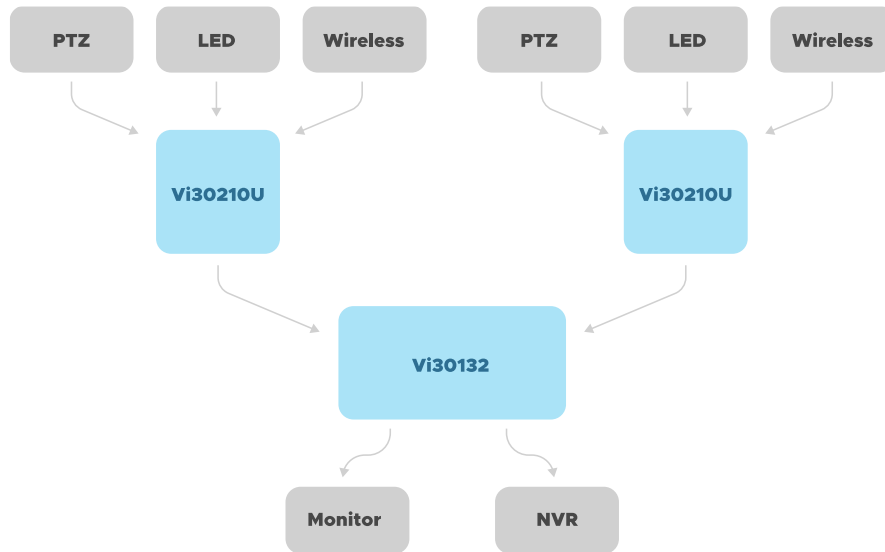 PTZ
LED
Wireless
PTZ
LED
Wireless
Vi30210U
Vi30210U
Vi30132
Monitor
NVR